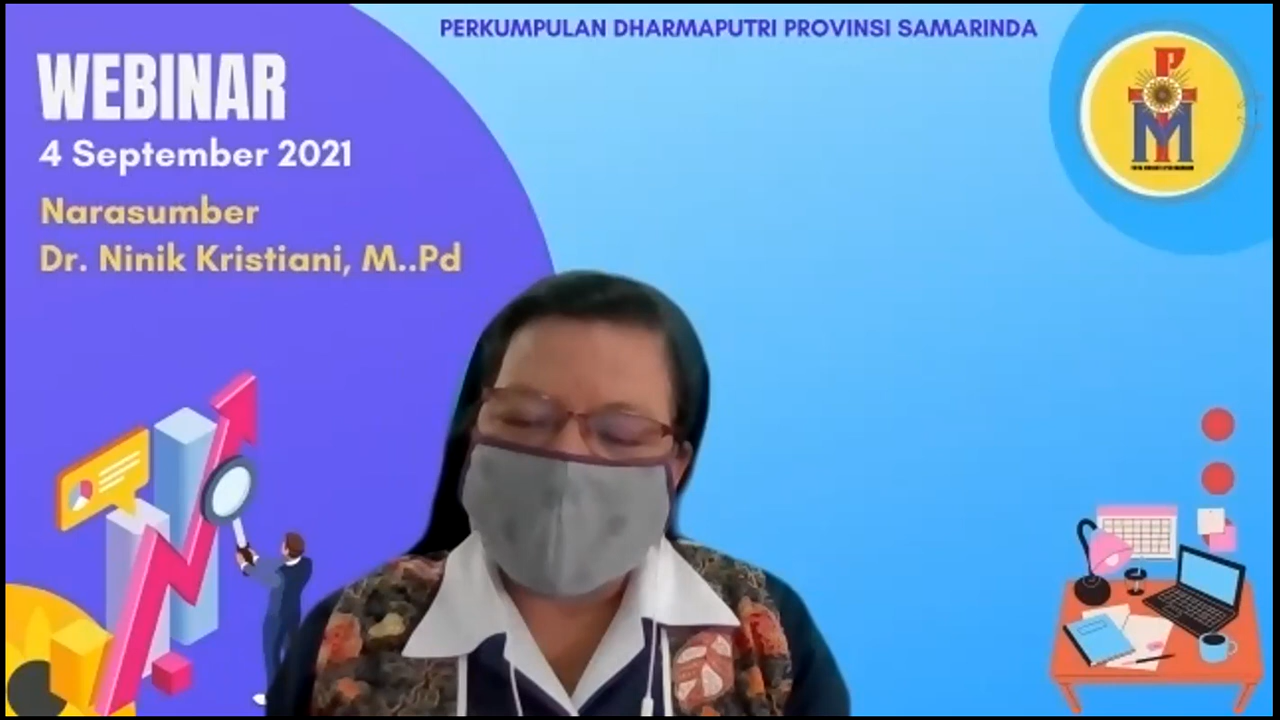 PERKUMPULAN DHARMAPUTRI PROVINSI SAMARINDA
WEBINAR
4 September 2021
Narasumber
Dr. Ninik Kristiani, M..Pd